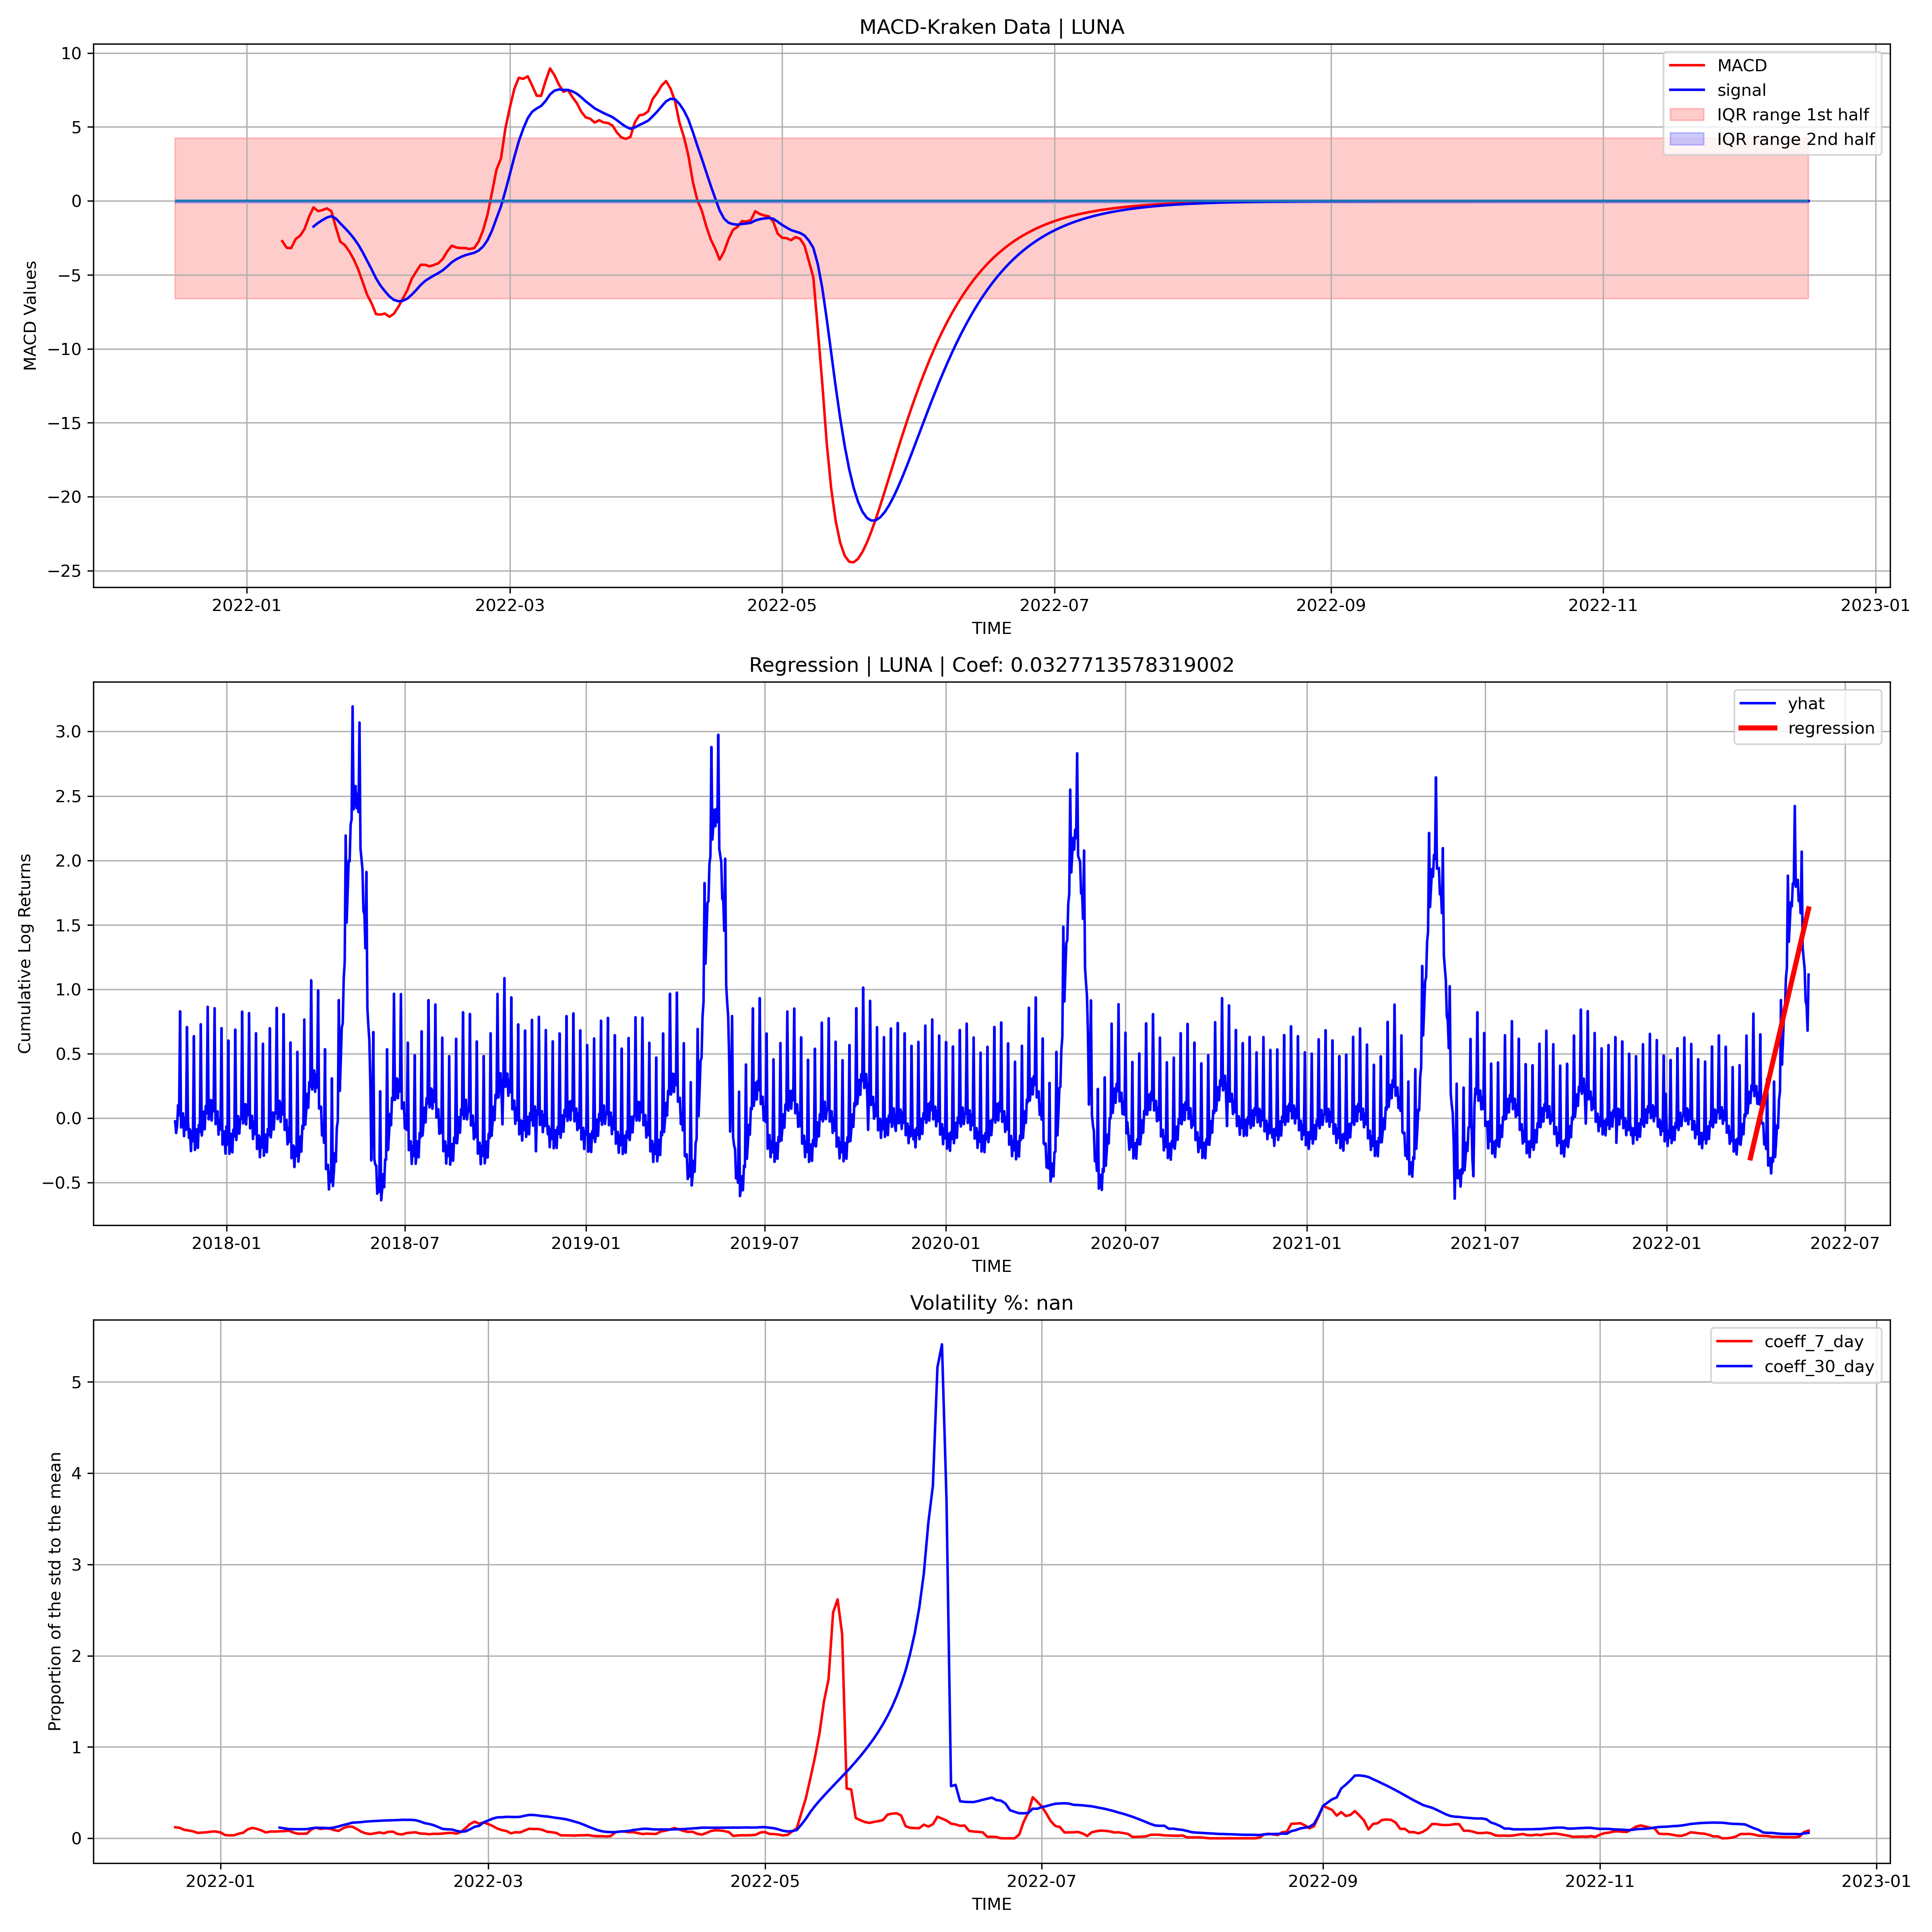 MACD-Kraken Data | LUNA
MACD Values
10
5
0
−5
−10
−15
−20
−25
MACD
signal
IQR range 1st half
IQR range 2nd half
2022-01
2022-03
2022-05
2022-07
2022-09
2022-11
2023-01
TIME
Regression | LUNA | Coef: 0.0327713578319002
Cumulative Log Returns
3.0
2.5
2.0
1.5
1.0
0.5
0.0
−0.5
yhat
regression
2018-01
2018-07
2019-01
2019-07
2020-01
2020-07
2021-01
2021-07
2022-01
2022-07
TIME
Volatility %: nan
Proportion of the std to the mean
5
4
3
2
1
0
coeff_7_day
coeff_30_day
2022-01
2022-03
2022-05
2022-07
2022-09
2022-11
2023-01
TIME